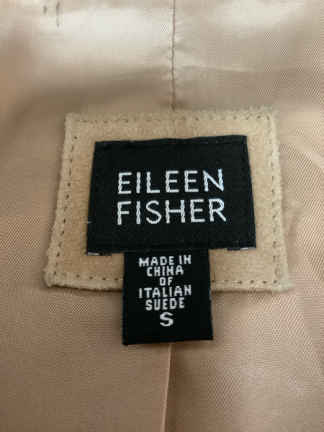 EILEEN
FISHER
MADE IN
CHINA
OF
ITALIAN
SUEDE
S